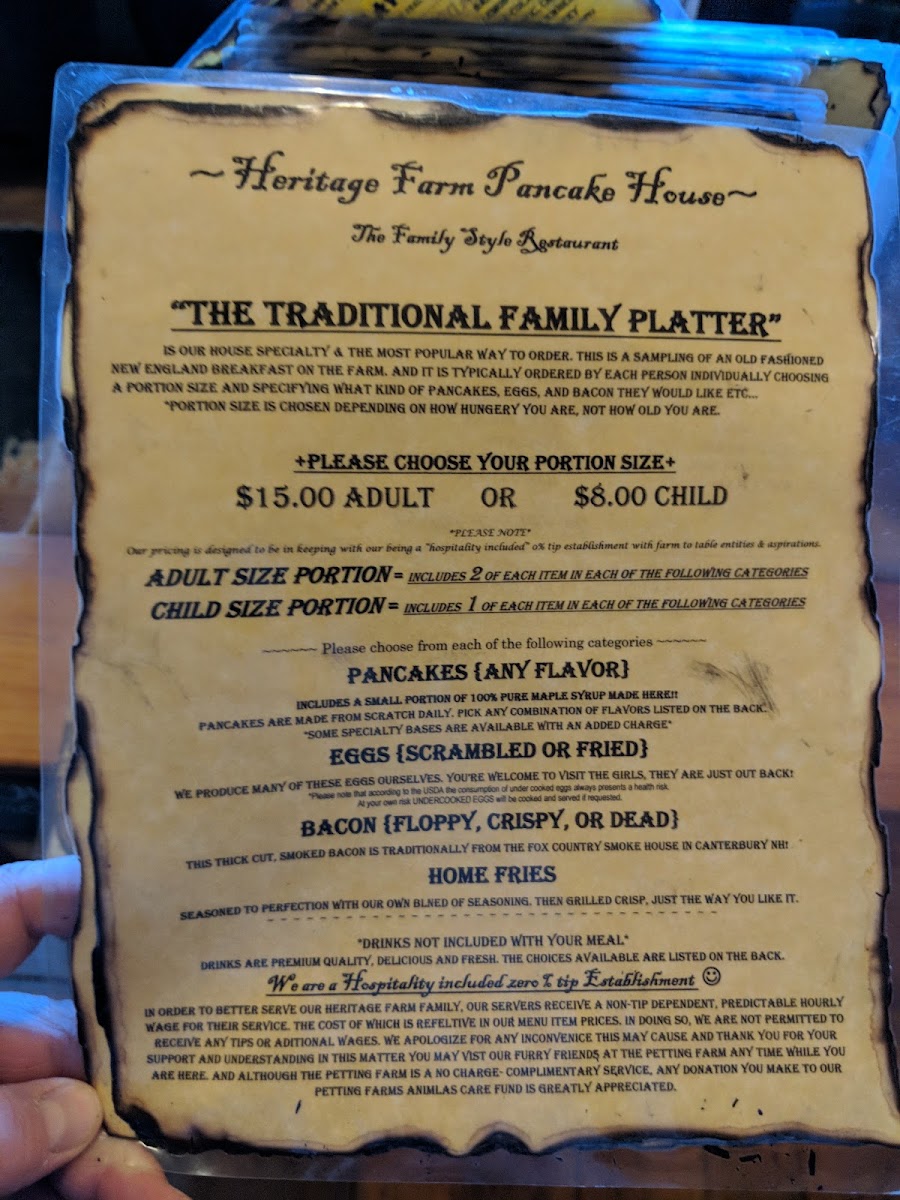 ~Heritage Farm Pancake House~
The Family Style Restaurant
"THE TRADITIONAL FAMILY PLATTER"
IS OUR HOUSE SPECIALTY & THE MOST POPULAR WAY TO ORDER. THIS IS A SAMPLING OF AN OLD FASHIONED
NEW ENGLAND BREAKFAST ON THE FARM. AND IT IS TYPICALLY ORDERED BY EACH PERSON INDIVIDUALLY CHOOSING
A PORTION SIZE AND SPECIFYING WHAT KIND OF PANCAKES, EGGS, AND BACON THEY WOULD LIKE ETC...
*PORTION SIZE IS CHOSEN DEPENDING ON HOW HUNGERY YOU ARE, NOT HOW OLD YOU ARE.
+PLEASE CHOOSE YOUR PORTION SIZE+
$15.00 ADULT OR $8.00 CHILD
*PLEASE NOTE*
Our pricing is designed to be in keeping with our being a "hospitality included" 0% tip establishment with farm to table entities & aspirations.
ADULT SIZE PORTION = INCLUDES 2 OF EACH ITEM IN EACH OF THE FOLLOWING CATEGORIES
CHILD SIZE PORTION = INCLUDES 1 OF EACH ITEM IN EACH OF THE FOLLOWING CATEGORIES
~~~~~~ Please choose from each of the following categories ~~~~~~
PANCAKES {ANY FLAVOR}
INCLUDES A SMALL PORTION OF 100% PURE MAPLE SYRUP MADE HERE!!
PANCAKES ARE MADE FROM SCRATCH DAILY. PICK ANY COMBINATION OF FLAVORS LISTED ON THE BACK.
*SOME SPECIALTY BASES ARE AVAILABLE WITH AN ADDED CHARGE*
EGGS {SCRAMBLED OR FRIED}
WE PRODUCE MANY OF THESE EGGS OURSELVES. YOU'RE WELCOME TO VISIT THE GIRLS, THEY ARE JUST OUT BACK!
*Please note that according to the USDA the consumption of under cooked eggs always presents a health risk.
At your own risk UNDERCOOKED EGGS will be cooked and served if requested.
BACON {FLOPPY, CRISPY, OR DEAD}
THIS THICK CUT, SMOKED BACON IS TRADITIONALLY FROM THE FOX COUNTRY SMOKE HOUSE IN CANTERBURY NH!
HOME FRIES
SEASONED TO PERFECTION WITH OUR OWN BLNED OF SEASONING. THEN GRILLED CRISP, JUST THE WAY YOU LIKE IT.
*DRINKS NOT INCLUDED WITH YOUR MEAL*
DRINKS ARE PREMIUM QUALITY, DELICIOUS AND FRESH. THE CHOICES AVAILABLE ARE LISTED ON THE BACK.
We are a Hospitality included zero % tip Establishment ☺
IN ORDER TO BETTER SERVE OUR HERITAGE FARM FAMILY, OUR SERVERS RECEIVE A NON-TIP DEPENDENT, PREDICTABLE HOURLY
WAGE FOR THEIR SERVICE. THE COST OF WHICH IS REFELTIVE IN OUR MENU ITEM PRICES. IN DOING SO, WE ARE NOT PERMITTED TO
RECEIVE ANY TIPS OR ADITIONAL WAGES. WE APOLOGIZE FOR ANY INCONVENICE THIS MAY CAUSE AND THANK YOU FOR YOUR
SUPPORT AND UNDERSTANDING IN THIS MATTER YOU MAY VIST OUR FURRY FRIENDS AT THE PETTING FARM ANY TIME WHILE YOU
ARE HERE. AND ALTHOUGH THE PETTING FARM IS A NO CHARGE- COMPLIMENTARY SERVICE, ANY DONATION YOU MAKE TO OUR
PETTING FARMS ANIMLAS CARE FUND IS GREATLY APPRECIATED.